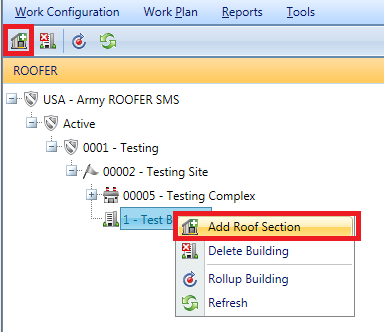 Work Configuration Work Plan Reports Tools
ROOFER
USA - Army ROOFER SMS
Active
0001 - Testing
00002 - Testing Site
00005 - Testing Complex
1 - Test B
Add Roof Section
Delete Building
Rollup Building
Refresh